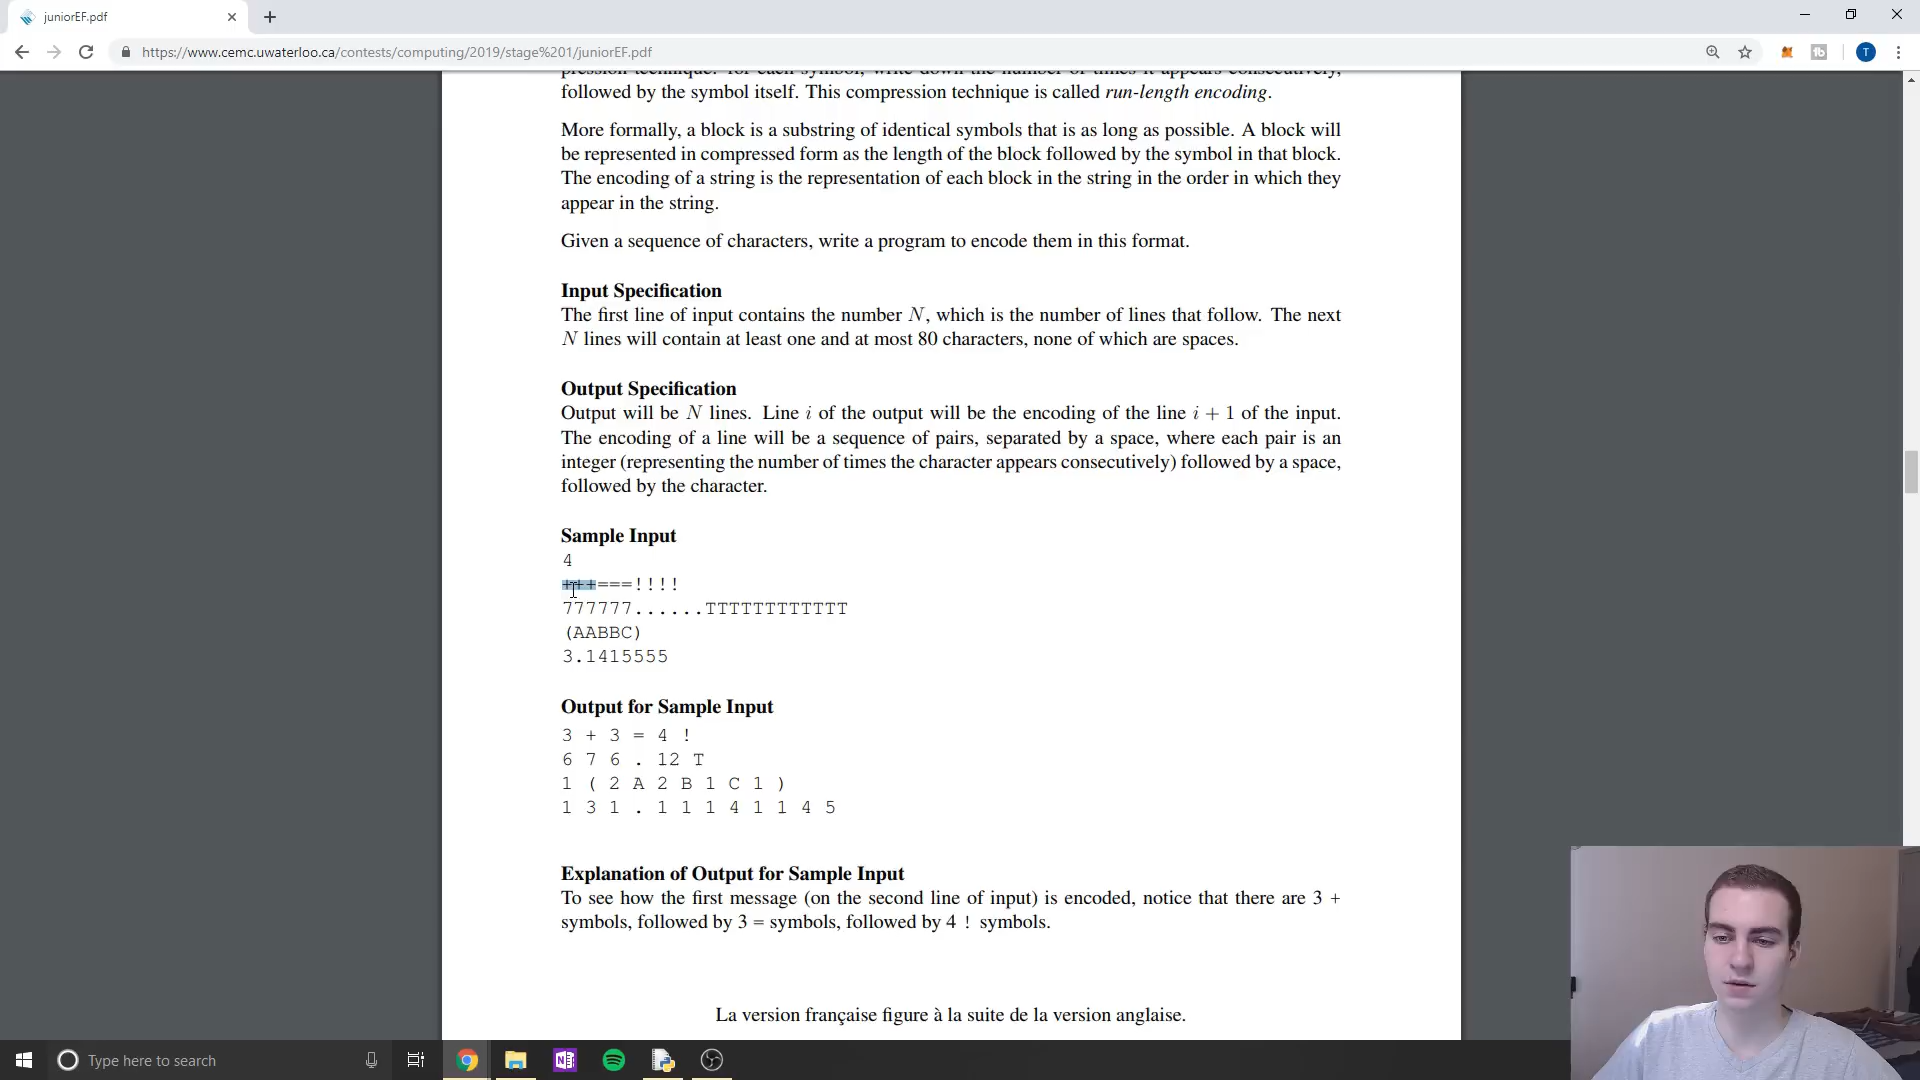 juniorEF.pdf
https://www.cemc.uwaterloo.ca/contests/computing/2019/stage%201/juniorEF.pdf
T
pression technique: for each symbol, write down the number of times it appears consecutively,
followed by the symbol itself. This compression technique is called run-length encoding.
More formally, a block is a substring of identical symbols that is as long as possible. A block will
be represented in compressed form as the length of the block followed by the symbol in that block.
The encoding of a string is the representation of each block in the string in the order in which they
appear in the string.
Given a sequence of characters, write a program to encode them in this format.
Input Specification
The first line of input contains the number N, which is the number of lines that follow. The next
N lines will contain at least one and at most 80 characters, none of which are spaces.
Output Specification
Output will be N lines. Line i of the output will be the encoding of the line i + 1 of the input.
The encoding of a line will be a sequence of pairs, separated by a space, where each pair is an
integer (representing the number of times the character appears consecutively) followed by a space,
followed by the character.
Sample Input
4
+++===!!!!
777777......TTTTTTTTTTTT
(AABBC)
3.1415555
Output for Sample Input
3 + 3 = 4 !
6 7 6 . 12 T
1 ( 2 A 2 B 1 C 1 )
1 3 1 . 1 1 1 4 1 1 4 5
Explanation of Output for Sample Input
To see how the first message (on the second line of input) is encoded, notice that there are 3 +
symbols, followed by 3 = symbols, followed by 4 ! symbols.
La version française figure à la suite de la version anglaise.
Type here to search